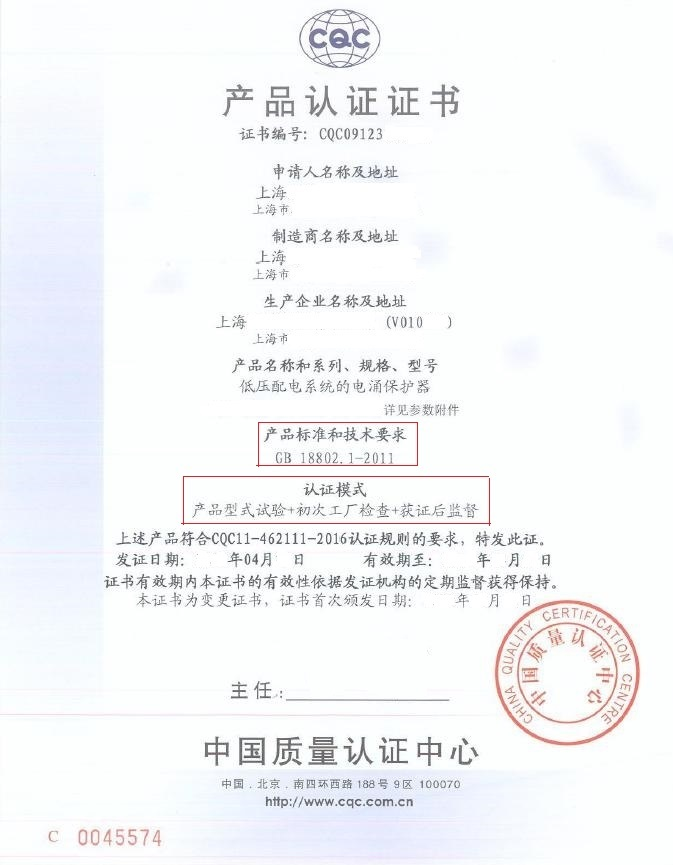 CQC
产品认证证书
证书编号: CQC09123
申请人名称及地址
上海
上海市
制造商名称及地址
上海
上海市
生产企业名称及地址
上海 (V010 )
上海市
产品名称和系列、规格、型号
低压配电系统的电涌保护器
详见参数附件
产品标准和技术要求
GB 18802.1-2011
认证模式
产品型式试验+初次工厂检查+获证后监督
上述产品符合CQC11-462111-2016认证规则的要求，特发此证。
发证日期: 年04月 日 有效期至: 年 月 日
证书有效期内本证书的有效性依据发证机构的定期监督获得保持。
本证书为变更证书，证书首次颁发日期: 年 月 日
CHINA QUALITY CERTIFICATION CENTRE
中国质量认证中心
主任:
中国质量认证中心
中国.北京.南四环西路188号9区 100070
http://www.cqc.com.cn
C 0045574